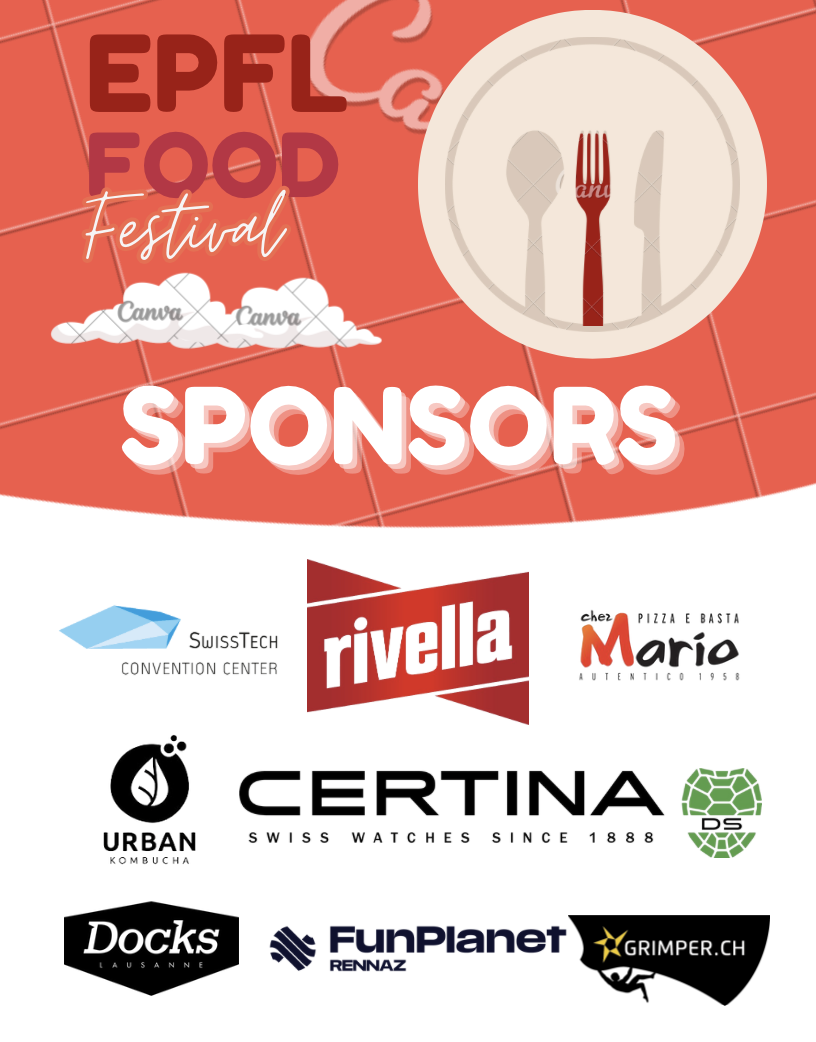 EPFL
FOOD
Festival
Ca
Canva
Canva
Canva
SPONSORS
SWISSTECH
CONVENTION CENTER
rivella
chez PIZZA E BASTA
Mario
AUTENTICO 1958
URBAN
KOMBUCHA
CERTINA
SWISS WATCHES SINCE 1888
DS
Docks
LAUSANNE
FunPlanet
RENNAZ
GRIMPER.CH